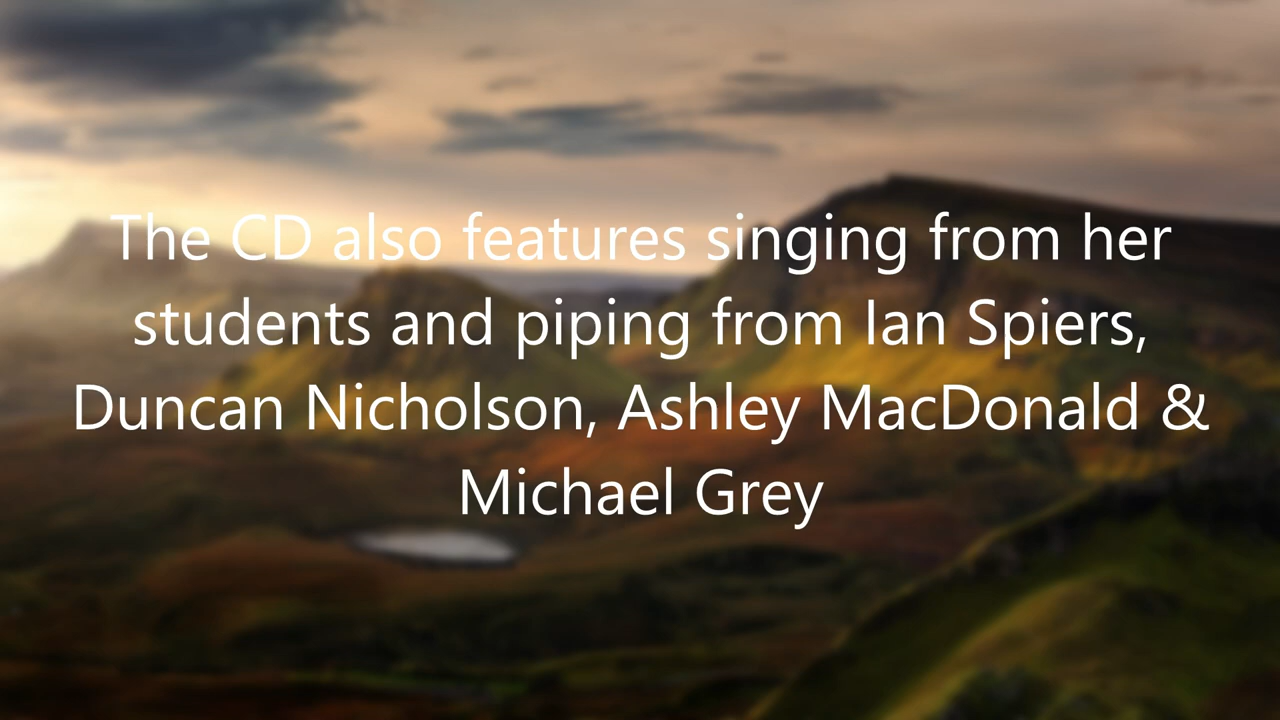 The CD also features singing from her
students and piping from Ian Spiers,
Duncan Nicholson, Ashley MacDonald &
Michael Grey